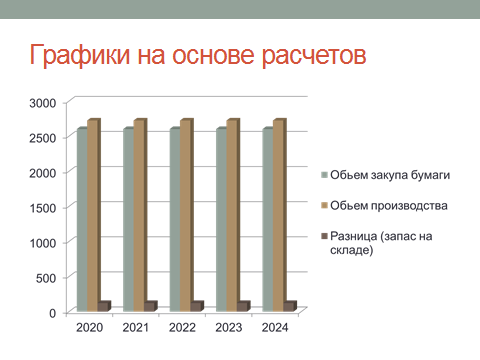 Графики на основе расчетов
3000
2500
2000
1500
1000
500
0
2020 2021 2022 2023 2024
Обьем закупа бумаги
Обьем производства
Разница (запас на
складе)